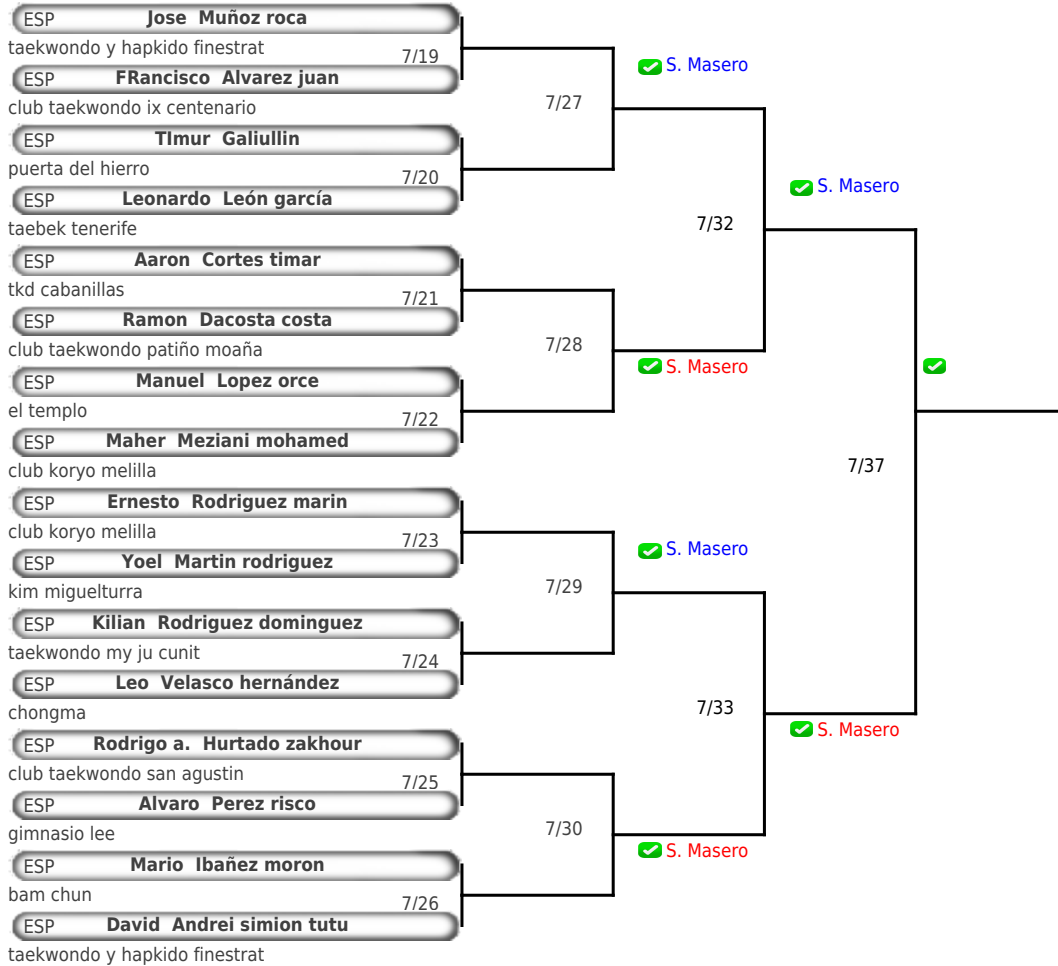 ESP Jose Muñoz roca
taekwondo y hapkido finestrat
7/19
ESP FRancisco Alvarez juan
club taekwondo ix centenario
ESP TImur Galiullin
puerta del hierro
7/20
ESP Leonardo León garcía
taebek tenerife
ESP Aaron Cortes timar
tkd cabanillas
7/21
ESP Ramon Dacosta costa
club taekwondo patiño moaña
ESP Manuel Lopez orce
el templo
7/22
ESP Maher Meziani mohamed
club koryo melilla
ESP Ernesto Rodriguez marin
club koryo melilla
7/23
ESP Yoel Martin rodriguez
kim miguelturra
ESP Kilian Rodriguez dominguez
taekwondo my ju cunit
7/24
ESP Leo Velasco hernández
chongma
ESP Rodrigo a. Hurtado zakhour
club taekwondo san agustin
7/25
ESP Alvaro Perez risco
gimnasio lee
ESP Mario Ibañez moron
bam chun
7/26
ESP David Andrei simion tutu
taekwondo y hapkido finestrat
S. Masero
7/27
7/28
S. Masero
S. Masero
7/29
7/30
S. Masero
S. Masero
7/32
7/33
S. Masero
7/37